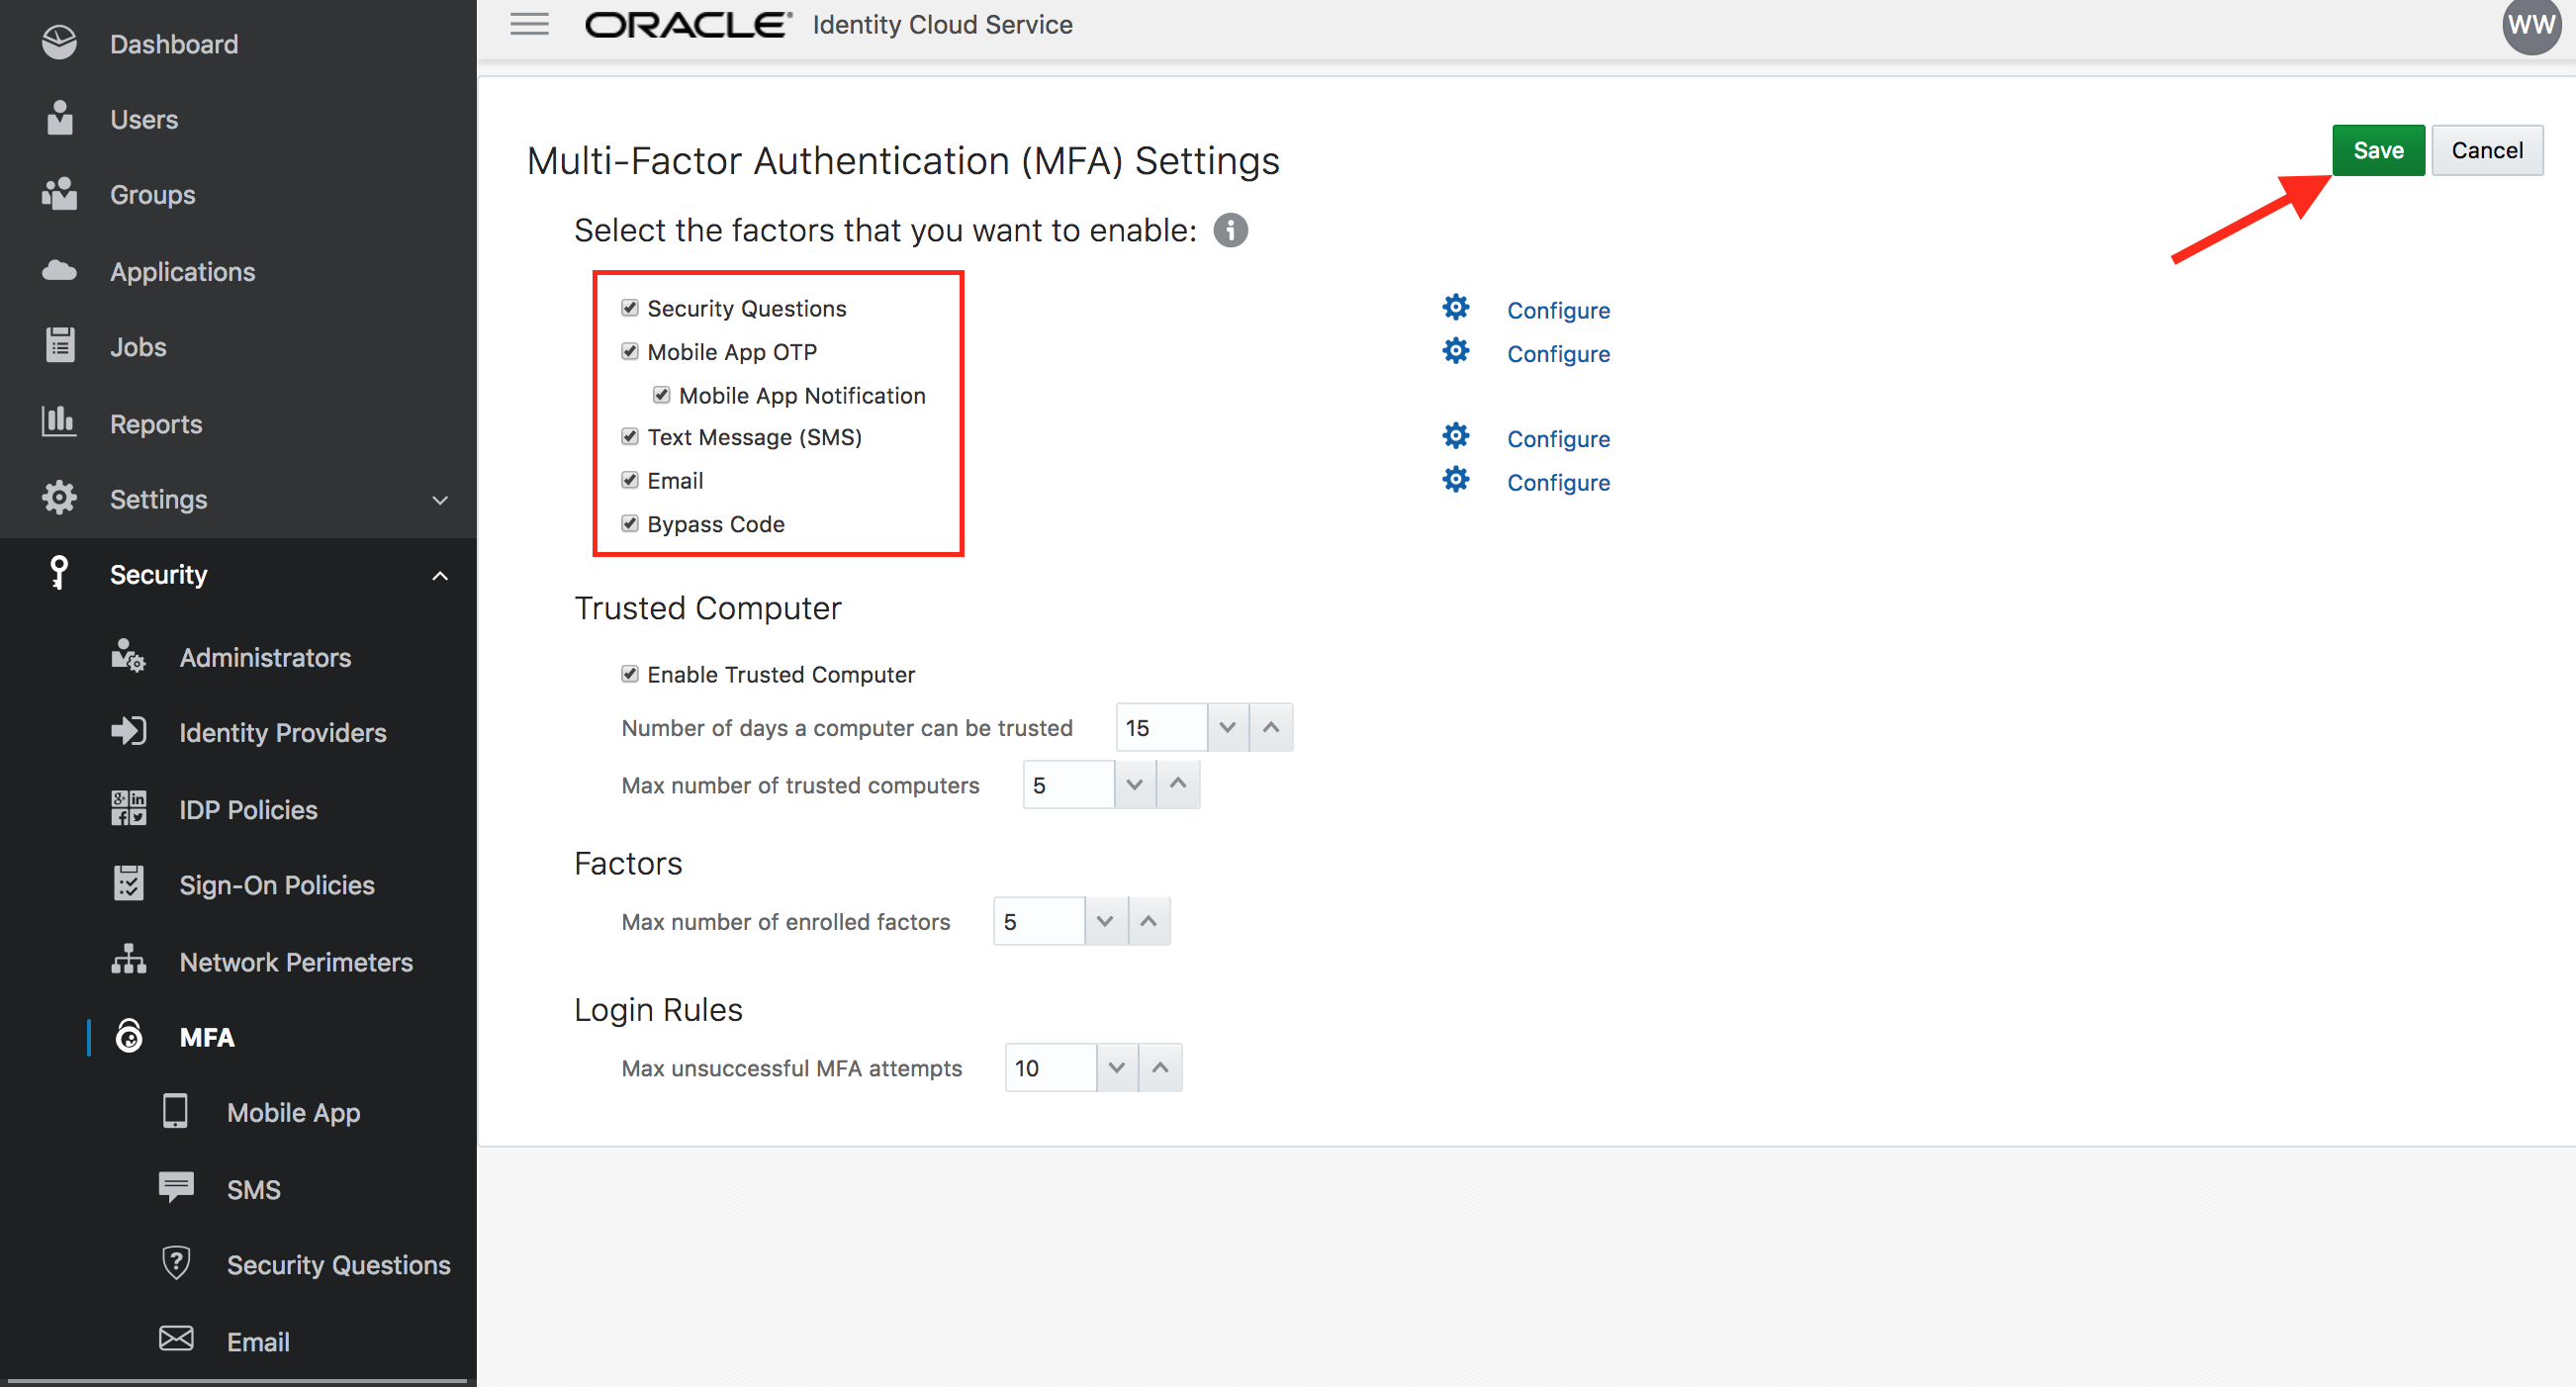 Dashboard
Users
Groups
Applications
Jobs
Reports
Settings
Security
Administrators
Identity Providers
IDP Policies
Sign-On Policies
Network Perimeters
MFA
Mobile App
SMS
Security Questions
Email
ORACLE® Identity Cloud Service
WW
Multi-Factor Authentication (MFA) Settings
Save Cancel
Select the factors that you want to enable:
Security Questions Configure
Mobile App OTP Configure
Mobile App Notification
Text Message (SMS) Configure
Email Configure
Bypass Code
Trusted Computer
Enable Trusted Computer
Number of days a computer can be trusted 15
Max number of trusted computers 5
Factors
Max number of enrolled factors 5
Login Rules
Max unsuccessful MFA attempts 10